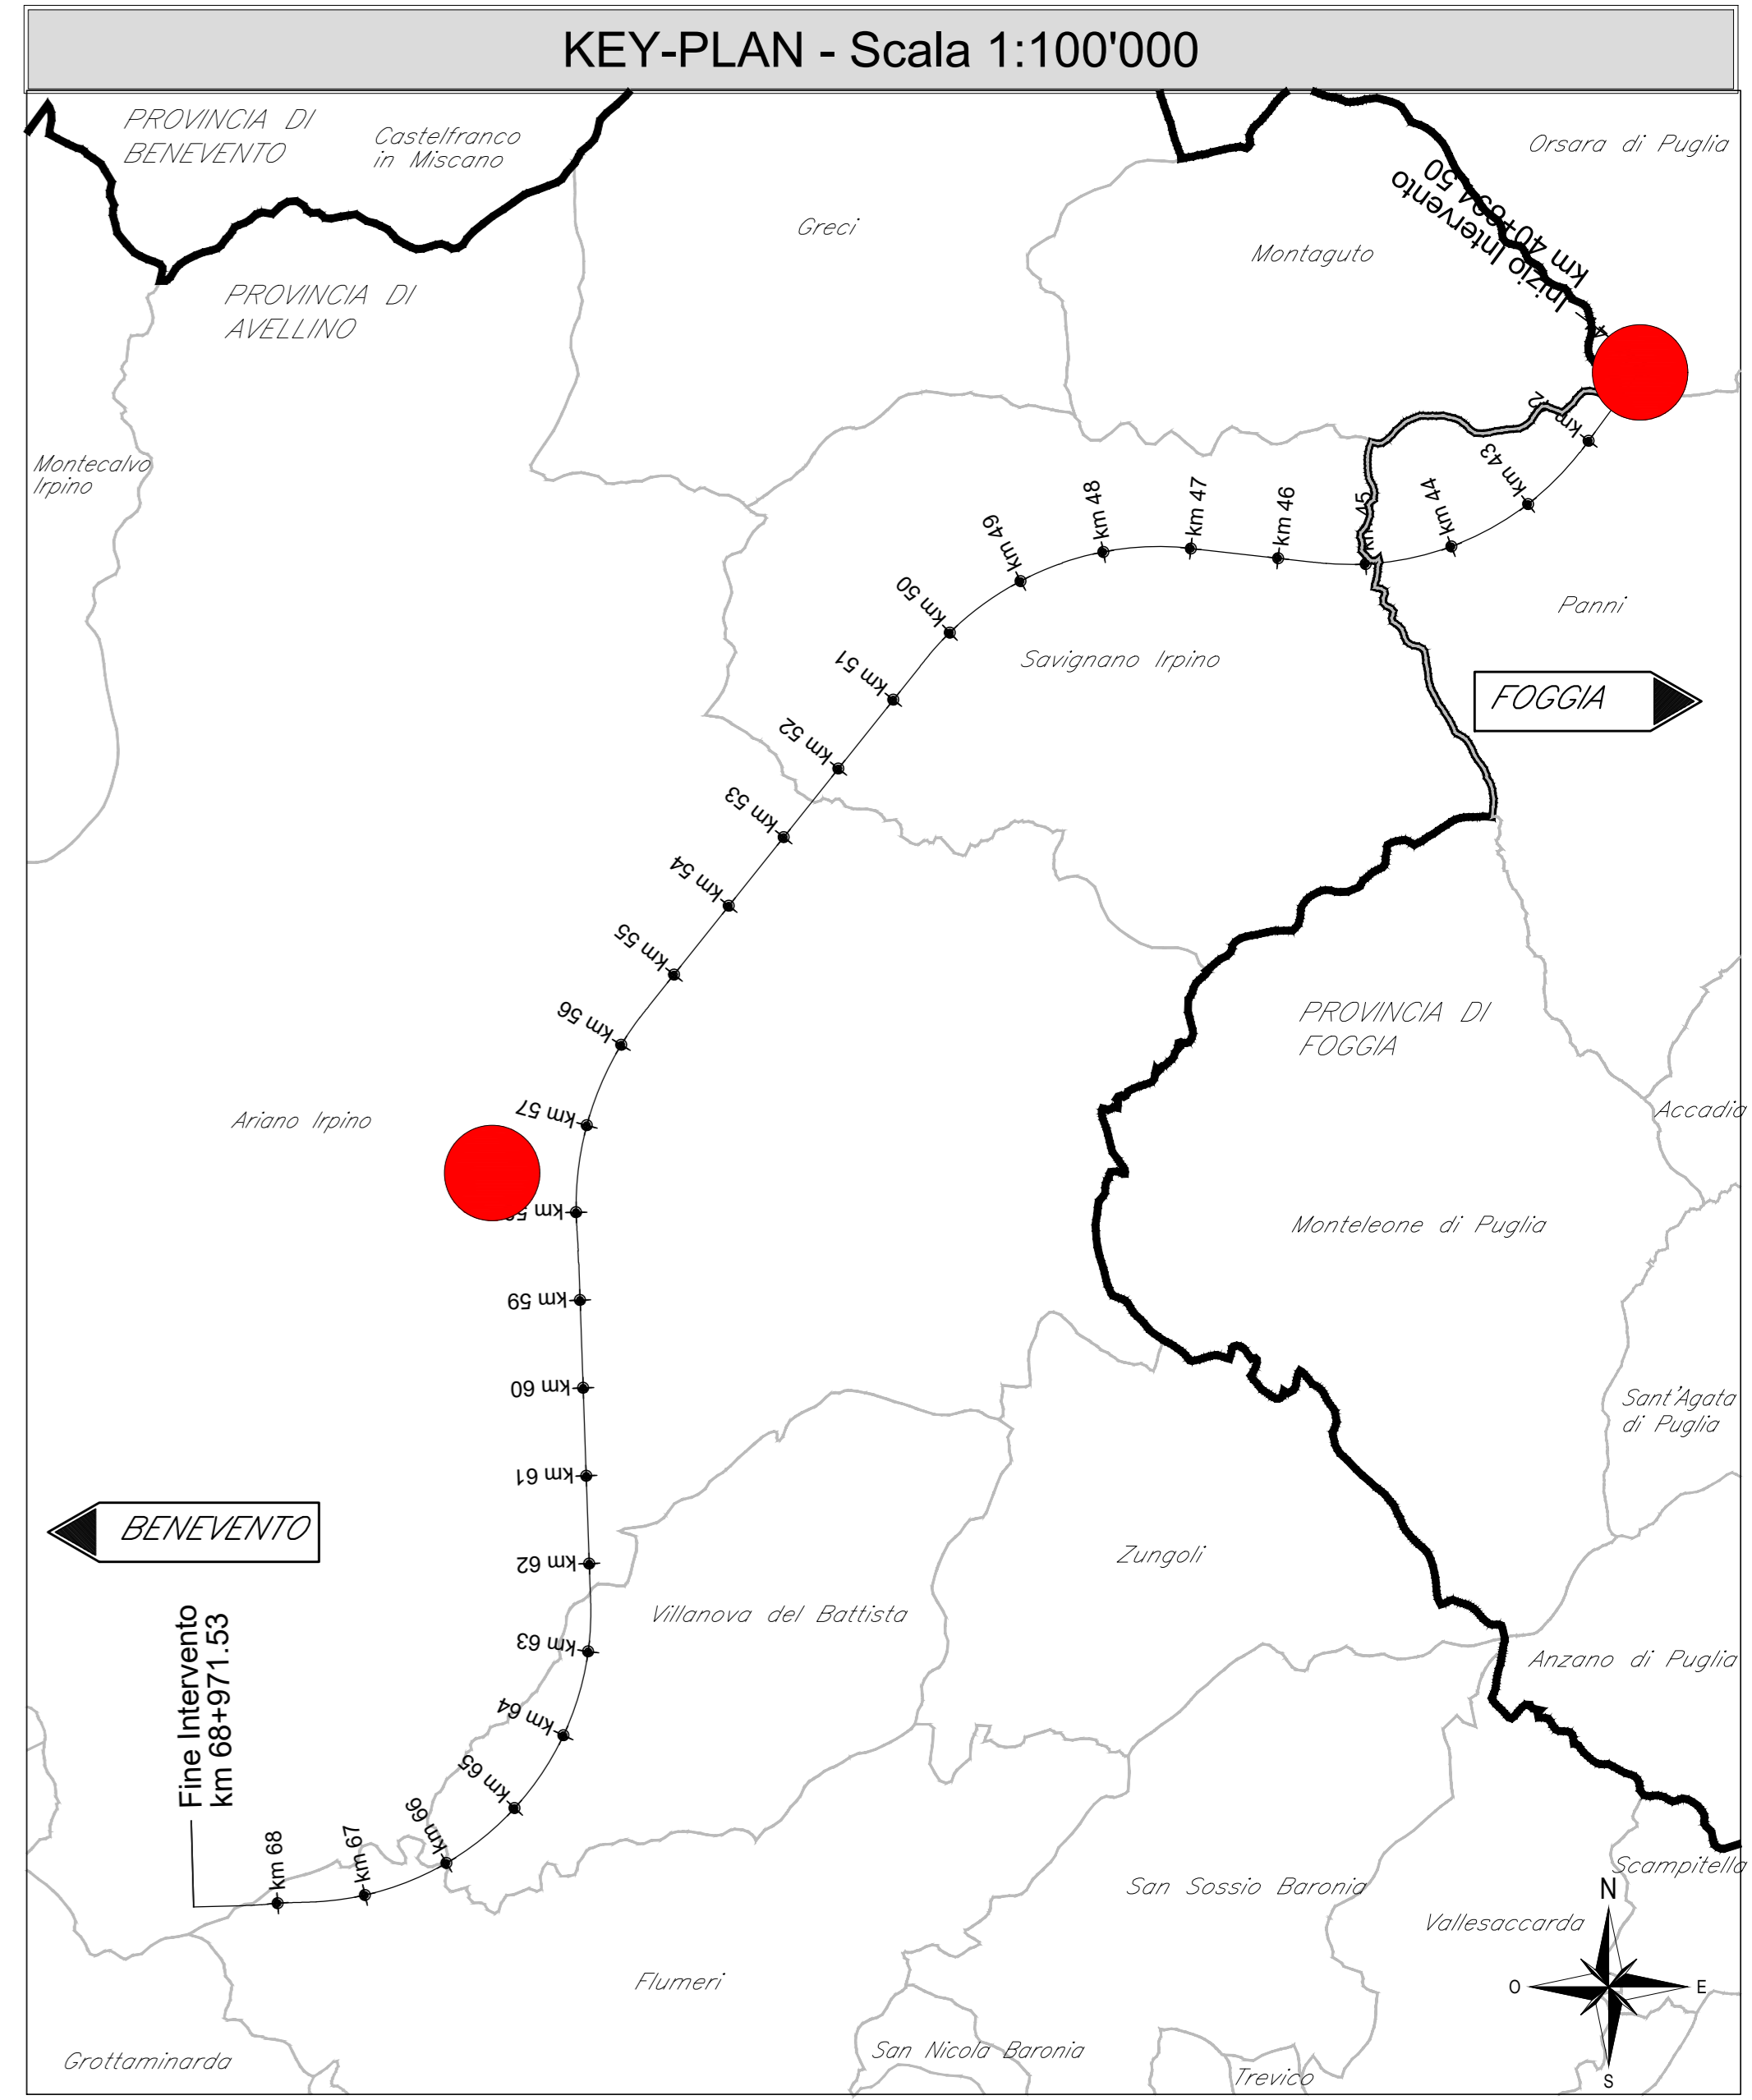 KEY-PLAN - Scala 1:100'000
PROVINCIA DI
BENEVENTO
Castelfranco
in Miscano
Orsara di Puglia
Greci
Montaguto
Inizio Intervento
PROVINCIA DI
AVELLINO
Montecalvo
Irpino
km 43
km 44
km 46
km 47
km 48
km 49
km 50
km 51
km 52
km 53
km 54
km 55
km 56
km 57
Panni
Savignano Irpino
FOGGIA
PROVINCIA DI
FOGGIA
Ariano Irpino
Accadia
Monteleone di Puglia
km
km 59
km 60
km 61
km 62
km 63
km 64
km 65
km 66
km 67
km 68
Sant'Agata
di Puglia
BENEVENTO
Zungoli
Villanova del Battista
Fine Intervento
km 68+971.53
Anzano di Puglia
Scampitella
San Sossio Baronia
Vallesaccarda
N
O
E
S
Flumeri
Grottaminarda
San Nicola Baronia
Trevico